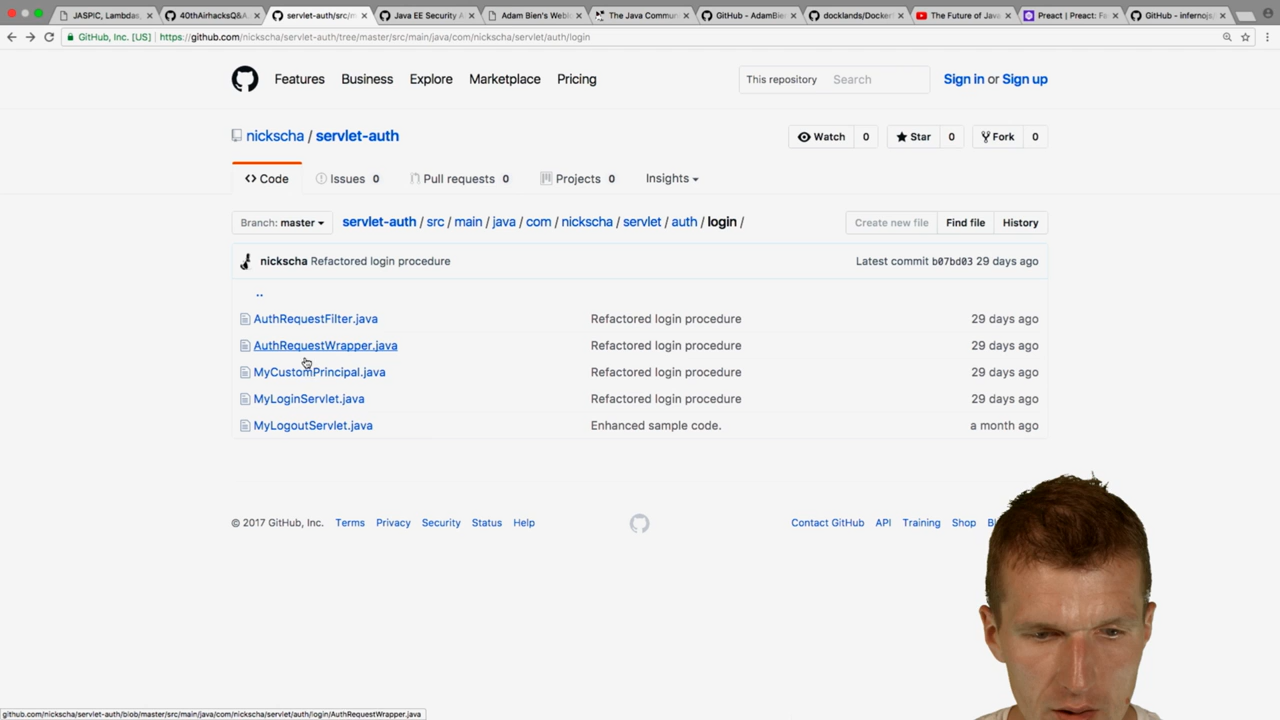 JASPIC, Lambdas,
40thAirhacksQ&A
servlet-auth/src/m
Java EE Security A
Adam Bien's Webl
The Java Commun
GitHub - AdamBie
docklands/Docker
The Future of Java
Preact | Preact: Fa
GitHub - infernojs
GitHub, Inc. [US] https://github.com/nickscha/servlet-auth/tree/master/src/main/java/com/nickscha/servlet/auth/login
Features Business Explore Marketplace Pricing This repository Search Sign in or Sign up
nickscha / servlet-auth Watch 0 Star 0 Fork 0
<> Code Issues 0 Pull requests 0 Projects 0 Insights
Branch: master servlet-auth / src / main / java / com / nickscha / servlet / auth / login / Create new file Find file History
nickscha Refactored login procedure Latest commit b07bd03 29 days ago
..
AuthRequestFilter.java Refactored login procedure 29 days ago
AuthRequestWrapper.java Refactored login procedure 29 days ago
MyCustomPrincipal.java Refactored login procedure 29 days ago
MyLoginServlet.java Refactored login procedure 29 days ago
MyLogoutServlet.java Enhanced sample code. a month ago
© 2017 GitHub, Inc. Terms Privacy Security Status Help Contact GitHub API Training Shop Bl
github.com/nickscha/servlet-auth/blob/master/src/main/java/com/nickscha/servlet/auth/login/AuthRequestWrapper.java